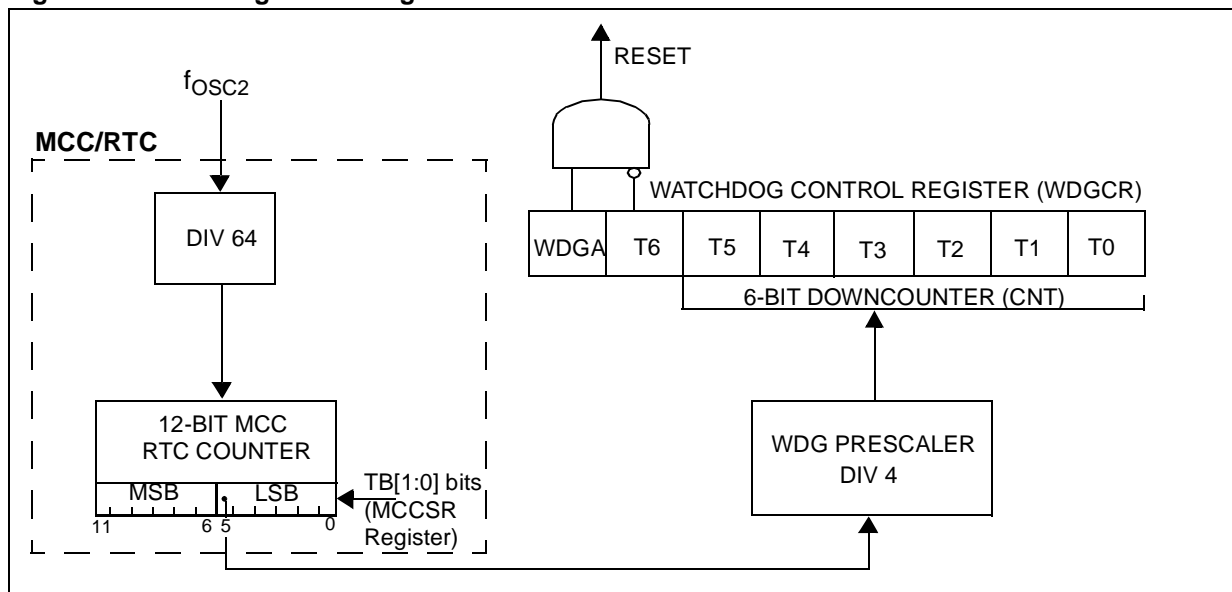 RESET
fOSC2
MCC/RTC
WATCHDOG CONTROL REGISTER (WDGCR)
DIV 64
WDGA T6 T5 T4 T3 T2 T1 T0
6-BIT DOWNCOUNTER (CNT)
12-BIT MCC
RTC COUNTER
WDG PRESCALER
DIV 4
MSB LSB
TB[1:0] bits
(MCCSR
Register)
11 6 5 0